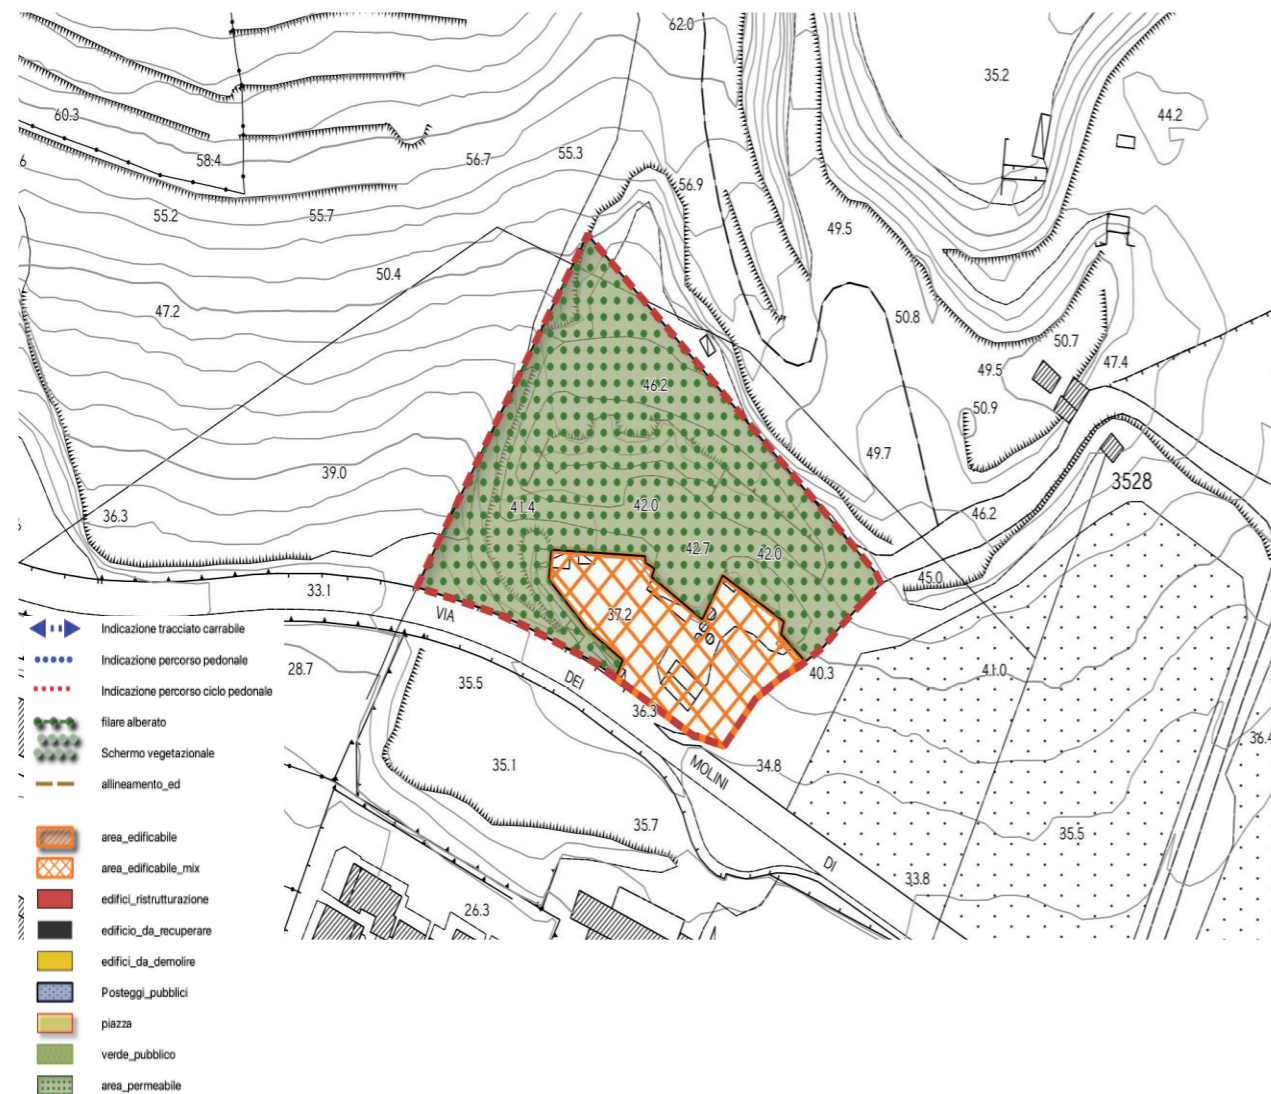 62.0
35.2
44.2
60.3
58.4
56.7
55.3
6
56.9
55.2
55.7
49.5
50.4
47.2
50.8
50.7
47.4
49.5
46.2
50.9
49.7
39.0
3528
36.3
41.4
42.0
46.2
42.7
42.0
45.0
33.1
VIA
37.2
Indicazione tracciato carrabile
Indicazione percorso pedonale
28.7
35.5
DEI
40.3
41.0
Indicazione percorso ciclo pedonale
36.3
filare alberato
36.4
Schermo vegetazionale
35.1
MOLINI
34.8
allineamento_ed
35.7
35.5
area_edificabile
DI
area_edificabile_mix
33.8
edifici_ristrutturazione
26.3
edificio_da_recuperare
edifici_da_demolire
Posteggi_pubblici
piazza
verde_pubblico
area_permeabile